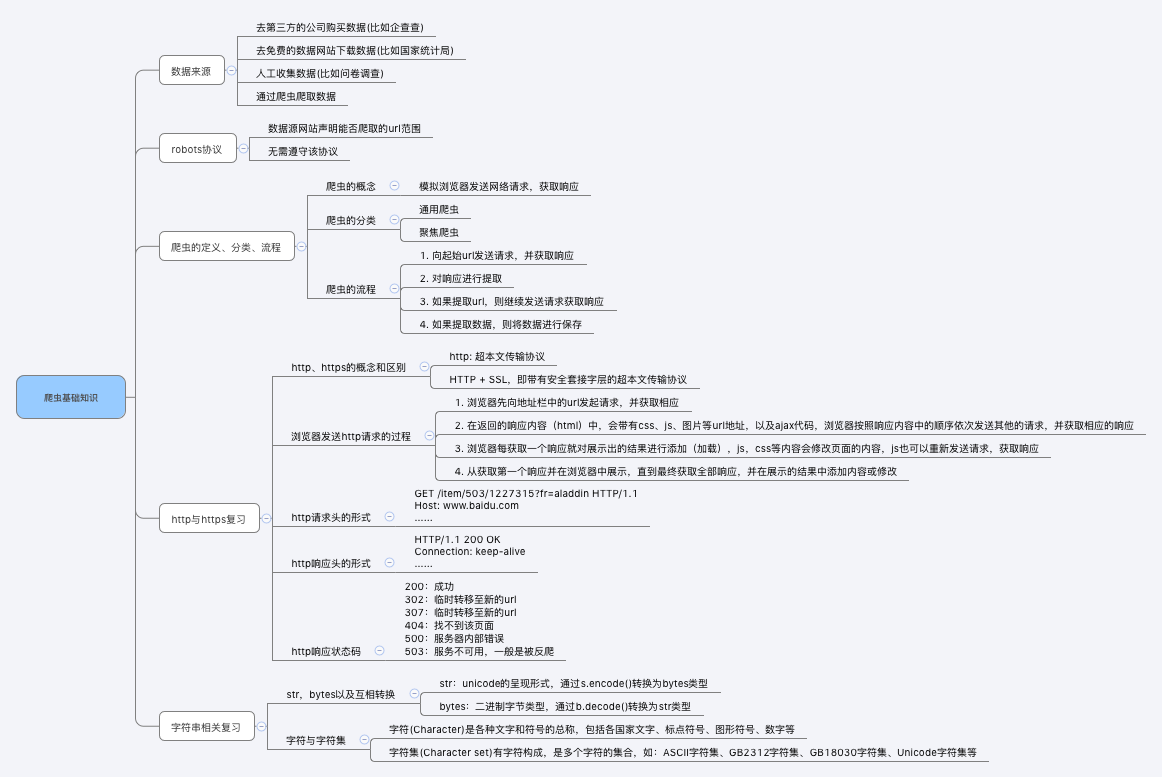 爬虫基础知识
数据来源
去第三方的公司购买数据(比如企查查)
去免费的数据网站下载数据(比如国家统计局)
人工收集数据(比如问卷调查)
通过爬虫爬取数据
robots协议
数据源网站声明能否爬取的url范围
无需遵守该协议
爬虫的定义、分类、流程
爬虫的概念
模拟浏览器发送网络请求，获取响应
爬虫的分类
通用爬虫
聚焦爬虫
爬虫的流程
1. 向起始url发送请求，并获取响应
2. 对响应进行提取
3. 如果提取url，则继续发送请求获取响应
4. 如果提取数据，则将数据进行保存
http与https复习
http、https的概念和区别
http: 超本文传输协议
HTTP + SSL，即带有安全套接字层的超本文传输协议
浏览器发送http请求的过程
1. 浏览器先向地址栏中的url发起请求，并获取相应
2. 在返回的响应内容（html）中，会带有css、js、图片等url地址，以及ajax代码，浏览器按照响应内容中的顺序依次发送其他的请求，并获取相应的响应
3. 浏览器每获取一个响应就对展示出的结果进行添加（加载），js，css等内容会修改页面的内容，js也可以重新发送请求，获取响应
4. 从获取第一个响应并在浏览器中展示，直到最终获取全部响应，并在展示的结果中添加内容或修改
http请求头的形式
GET /item/503/1227315?fr=aladdin HTTP/1.1
Host: www.baidu.com
......
http响应头的形式
HTTP/1.1 200 OK
Connection: keep-alive
......
http响应状态码
200：成功
302：临时转移至新的url
307：临时转移至新的url
404：找不到该页面
500：服务器内部错误
503：服务不可用，一般是被反爬
字符串相关复习
str，bytes以及互相转换
str：unicode的呈现形式，通过s.encode()转换为bytes类型
bytes：二进制字节类型，通过b.decode()转换为str类型
字符与字符集
字符(Character)是各种文字和符号的总称，包括各国家文字、标点符号、图形符号、数字等
字符集(Character set)有字符构成，是多个字符的集合，如：ASCII字符集、GB2312字符集、GB18030字符集、Unicode字符集等